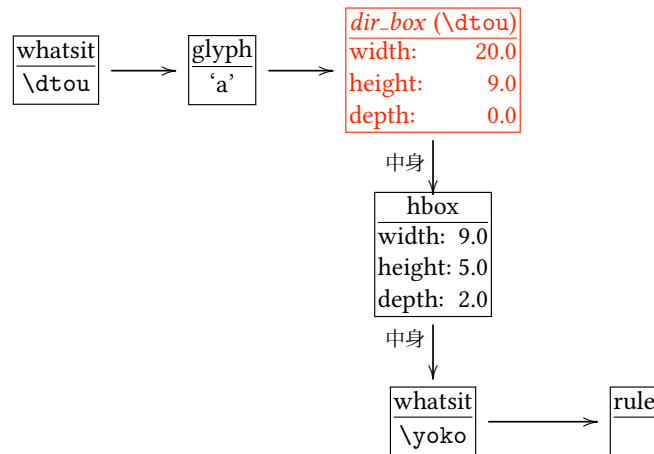 whatsit
\dtou
glyph
‘a’
dir_box (\dtou)
width: 20.0
height: 9.0
depth: 0.0
中身
hbox
width: 9.0
height: 5.0
depth: 2.0
中身
whatsit
\yoko
rule